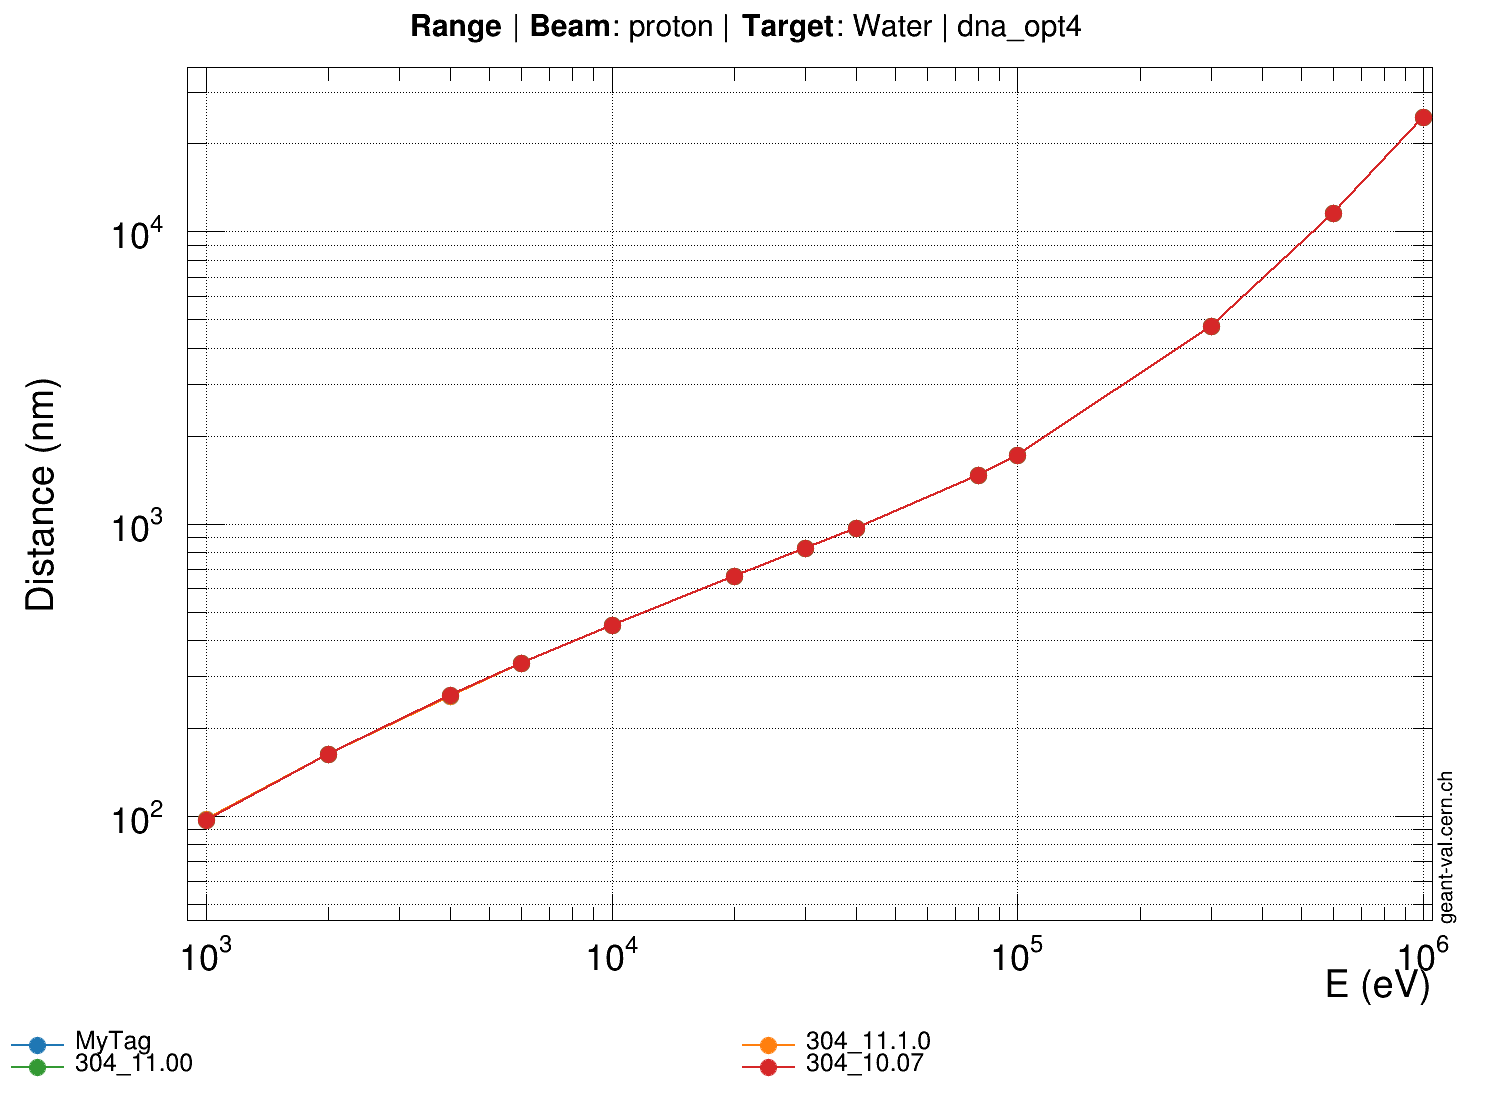 Range | Beam: proton | Target: Water | dna_opt4
Distance (nm)
10^4
10^3
10^2
10^3
10^4
10^5
10^6
E (eV)
geant-val.cern.ch
MyTag
304_11.1.0
304_11.00
304_10.07